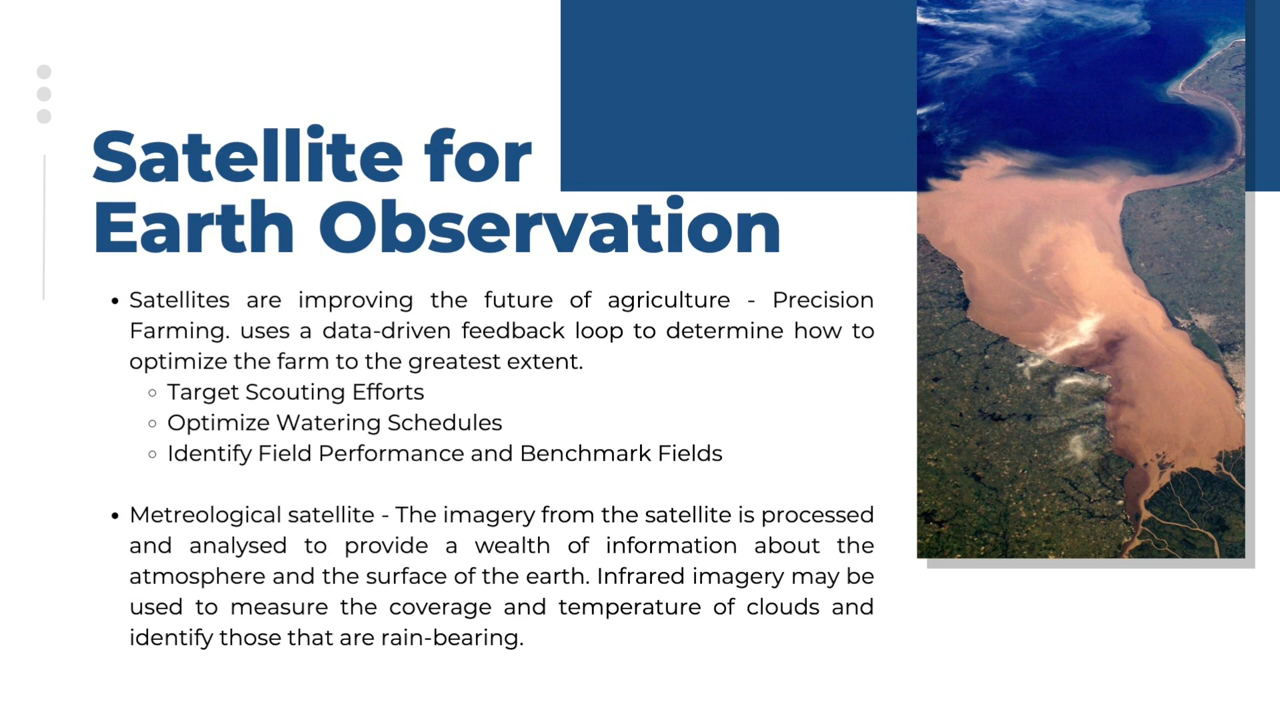 Satellite for
Earth Observation
• Satellites are improving the future of agriculture - Precision
Farming. uses a data-driven feedback loop to determine how to
optimize the farm to the greatest extent.
◦ Target Scouting Efforts
◦ Optimize Watering Schedules
◦ Identify Field Performance and Benchmark Fields
• Metreological satellite - The imagery from the satellite is processed
and analysed to provide a wealth of information about the
atmosphere and the surface of the earth. Infrared imagery may be
used to measure the coverage and temperature of clouds and
identify those that are rain-bearing.